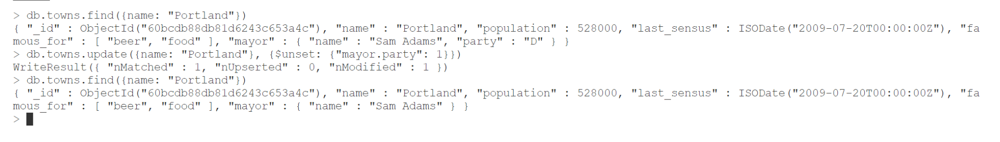 > db.towns.find({name: "Portland"})
{ "_id" : ObjectId("60bcdb88db81d6243c653a4c"), "name" : "Portland", "population" : 528000, "last_sensus" : ISODate("2009-07-20T00:00:00Z"), "fa
mous_for" : [ "beer", "food" ], "mayor" : { "name" : "Sam Adams", "party" : "D" } }
> db.towns.update({name: "Portland"}, {$unset: {"mayor.party": 1}})
WriteResult({ "nMatched" : 1, "nUpserted" : 0, "nModified" : 1 })
> db.towns.find({name: "Portland"})
{ "_id" : ObjectId("60bcdb88db81d6243c653a4c"), "name" : "Portland", "population" : 528000, "last_sensus" : ISODate("2009-07-20T00:00:00Z"), "fa
mous_for" : [ "beer", "food" ], "mayor" : { "name" : "Sam Adams" } }
>